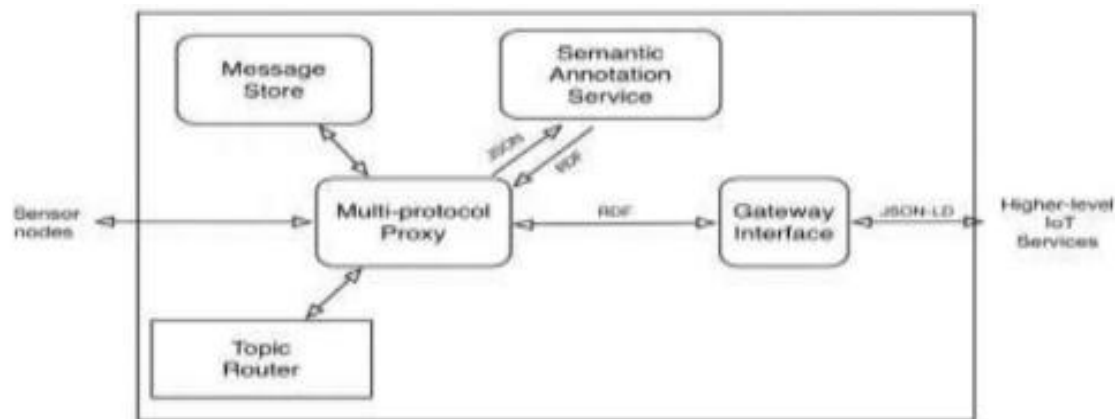 Message
Store
Semantic
Annotation
Service
JSON
RDF
Sensor
nodes
Multi-protocol
Proxy
RDF
Gateway
Interface
JSON-LD
Higher-level
IoT
Services
Topic
Router